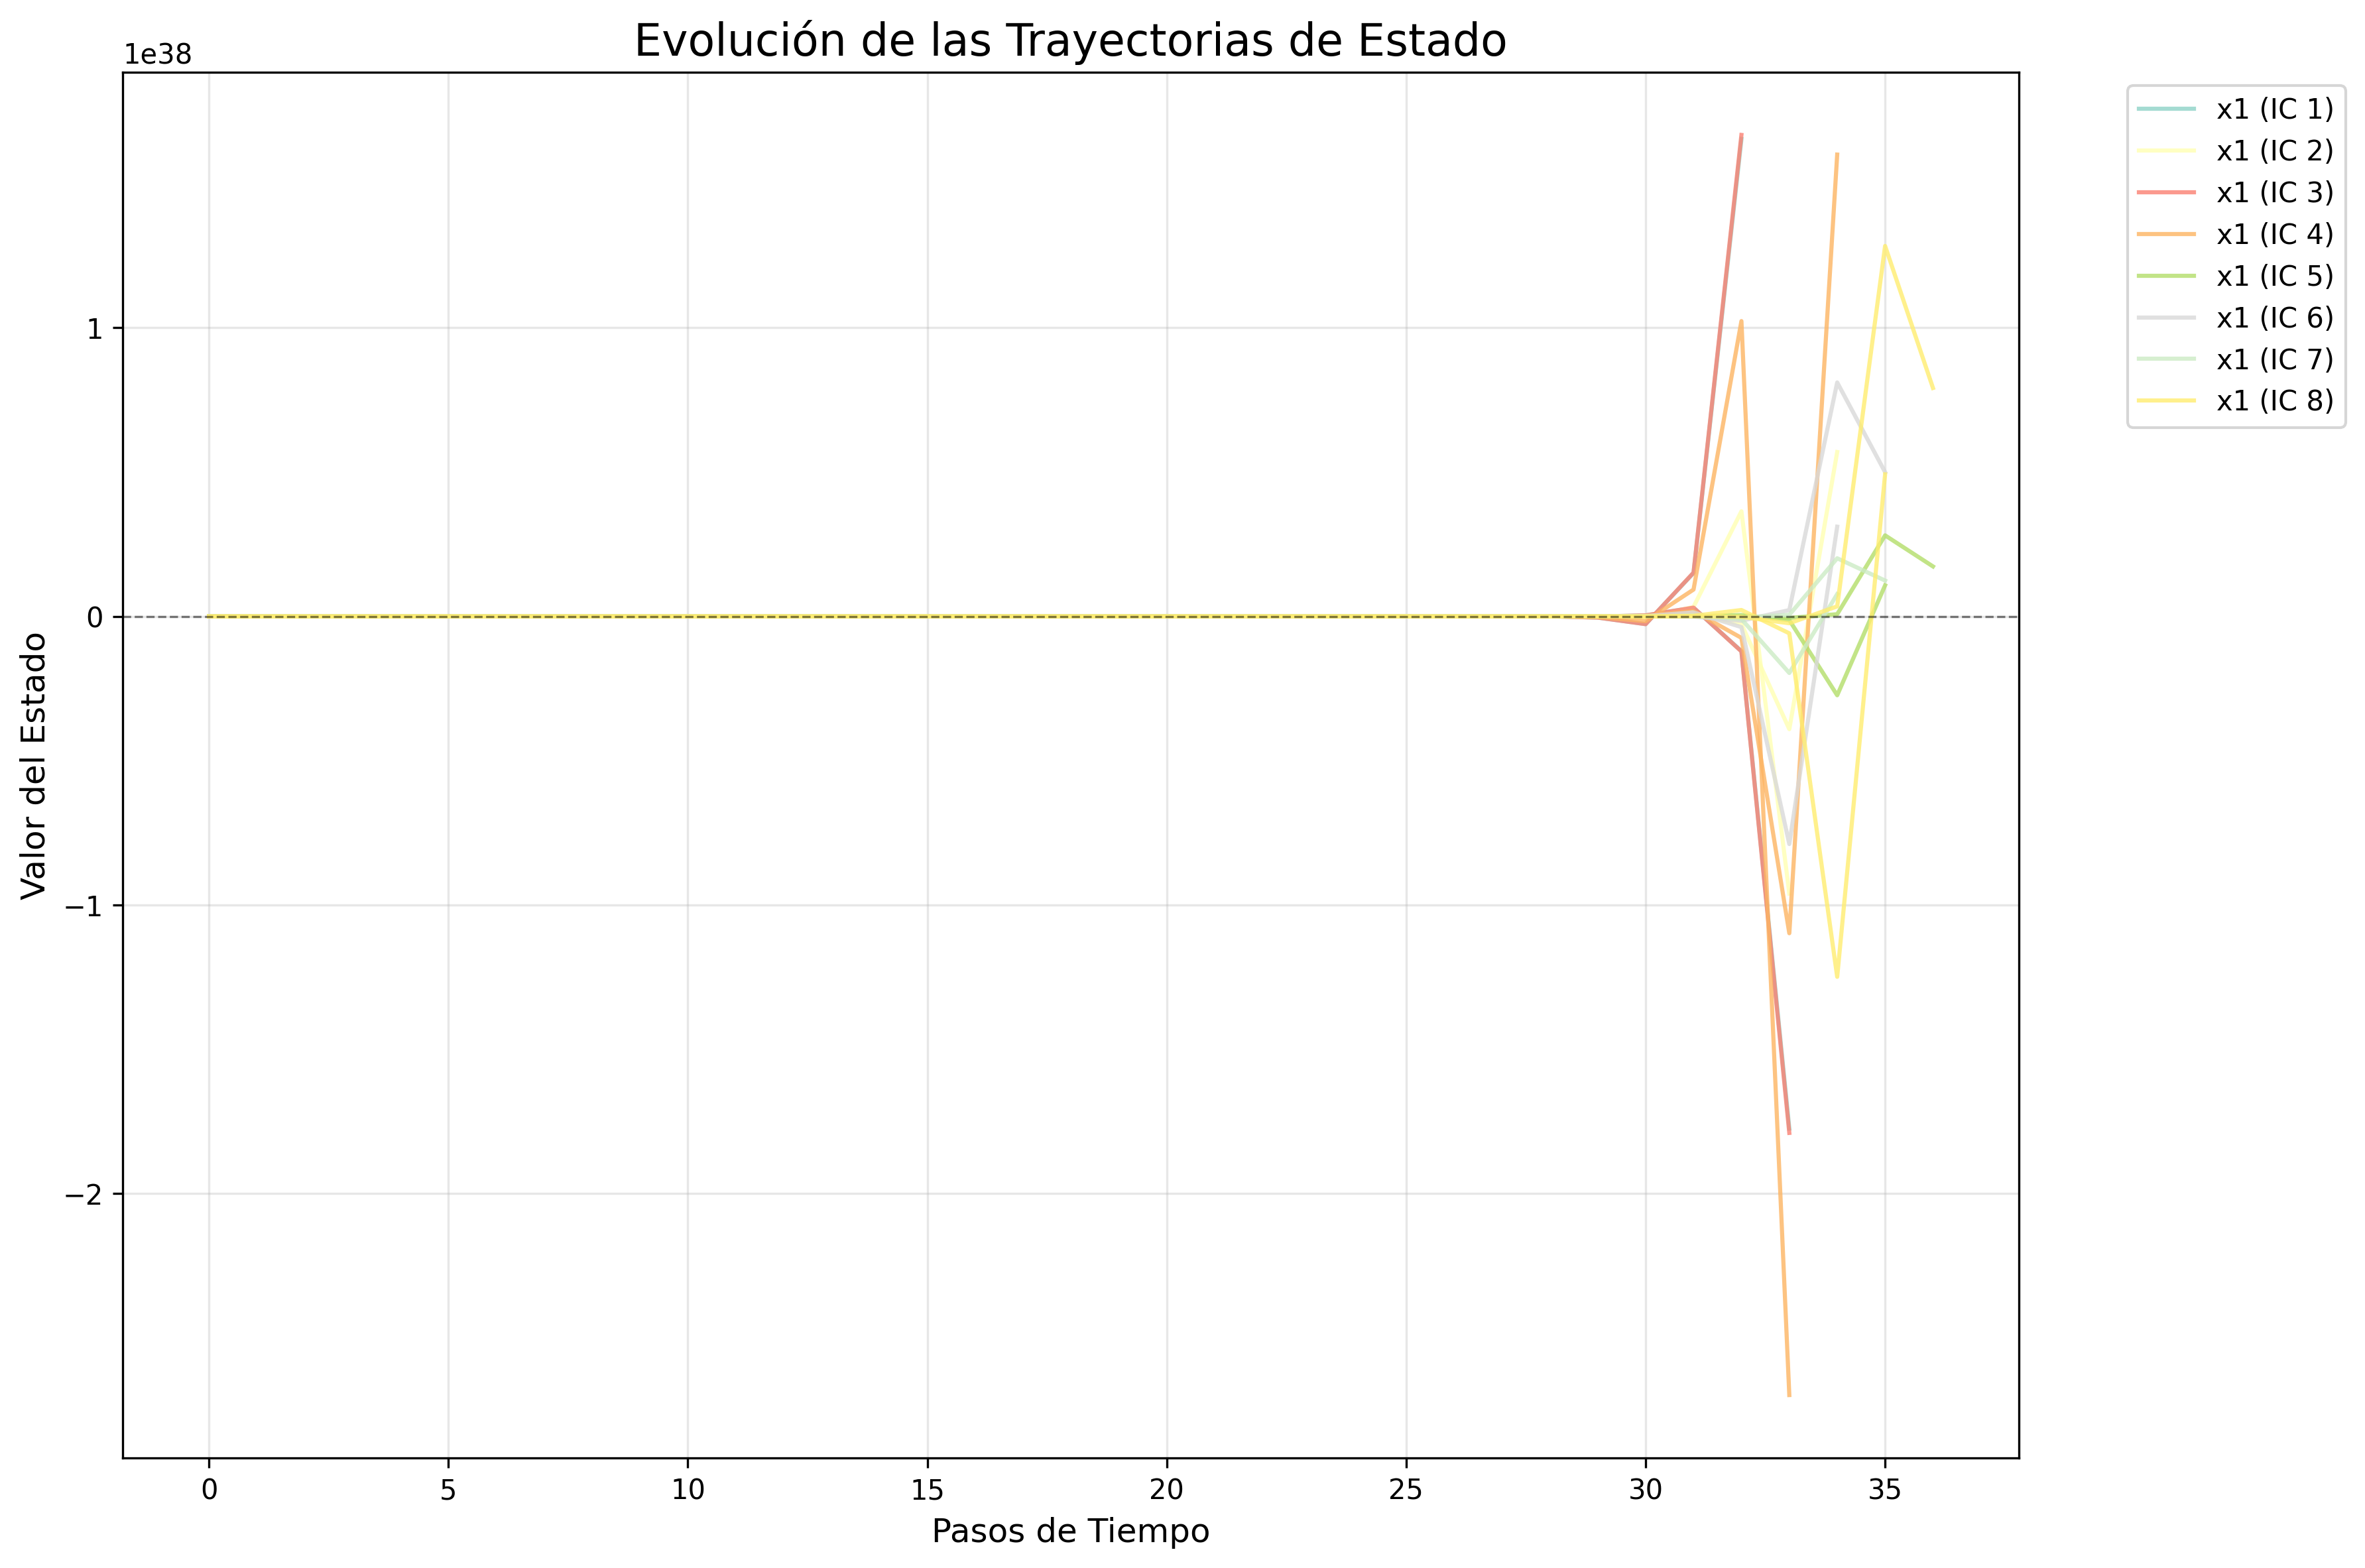 Evolución de las Trayectorias de Estado
1e38
x1 (IC 1)
x1 (IC 2)
x1 (IC 3)
x1 (IC 4)
x1 (IC 5)
x1 (IC 6)
x1 (IC 7)
x1 (IC 8)
1
0
−1
−2
Valor del Estado
0 5 10 15 20 25 30 35
Pasos de Tiempo